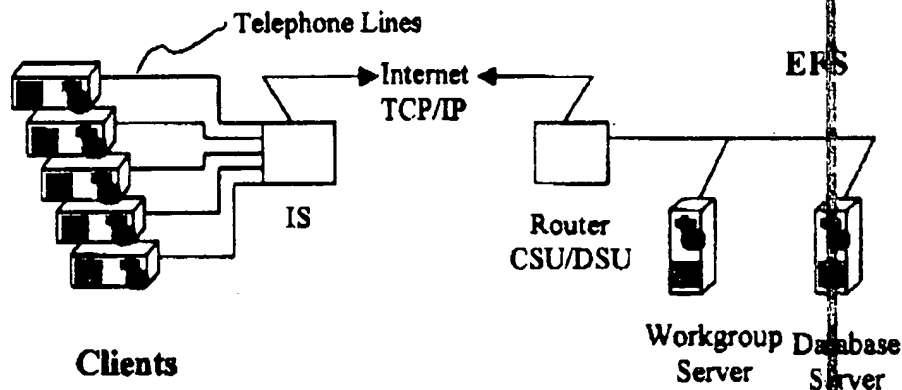 Telephone Lines
Internet
TCP/IP
EFS
IS
Router
CSU/DSU
Clients
Workgroup
Server
Database
Server